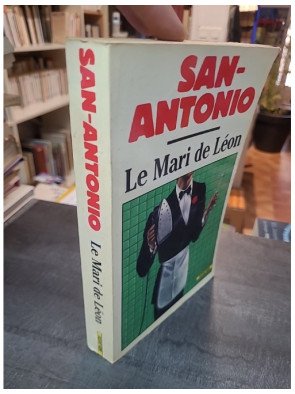 SAN-
ANTONIO
Le Mari de Léon
SAN-ANTONIO Le Mari de Léon